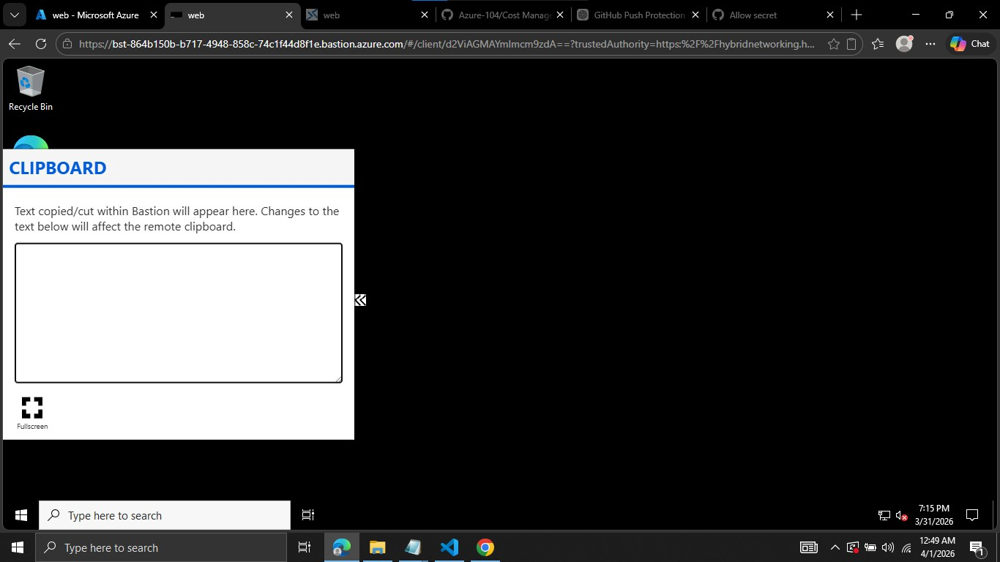 web - Microsoft Azure
web
web
Azure-104/Cost Manage
GitHub Push Protection
Allow secret
https://bst-864b150b-b717-4948-858c-74c1f44d8f1e.bastion.azure.com/#/client/d2ViAGMAYmlmcm9zdA==?trustedAuthority=https:%2F%2Fhybridnetworking.h...
Chat
Recycle Bin
CLIPBOARD
Text copied/cut within Bastion will appear here. Changes to the
text below will affect the remote clipboard.
Fullscreen
Type here to search
7:15 PM
3/31/2026
Type here to search
12:49 AM
4/1/2026
1